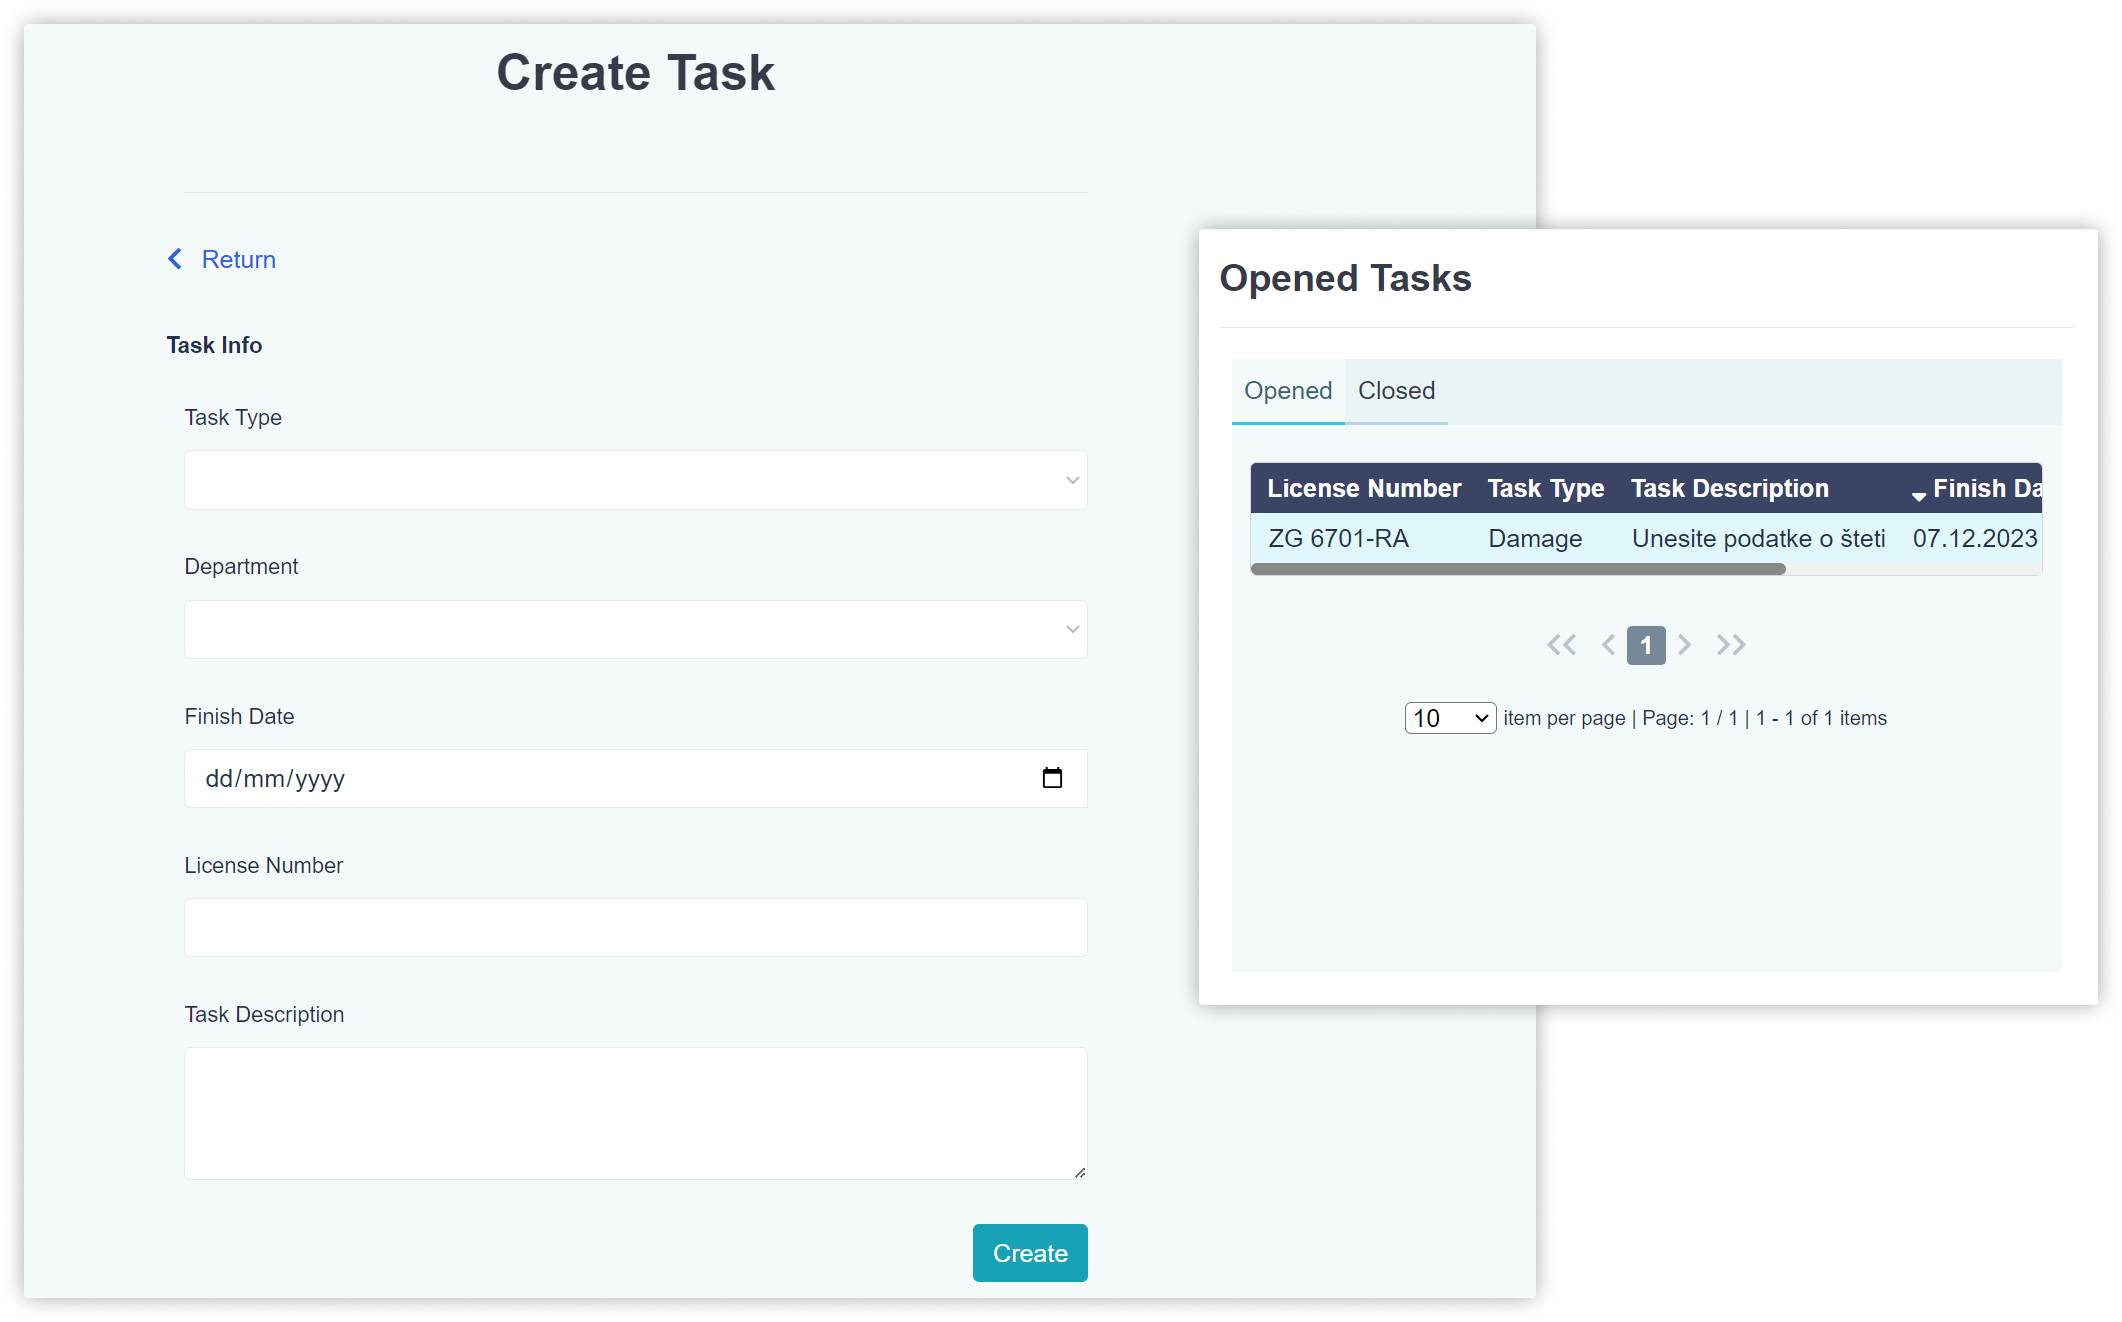 Create Task
Return
Task Info
Task Type
Department
Finish Date
dd/mm/yyyy
License Number
Task Description
Create
Opened Tasks
Opened Closed
License Number Task Type Task Description Finish Da
ZG 6701-RA Damage Unesite podatke o šteti 07.12.2023
1
10 item per page | Page: 1 / 1 | 1 - 1 of 1 items